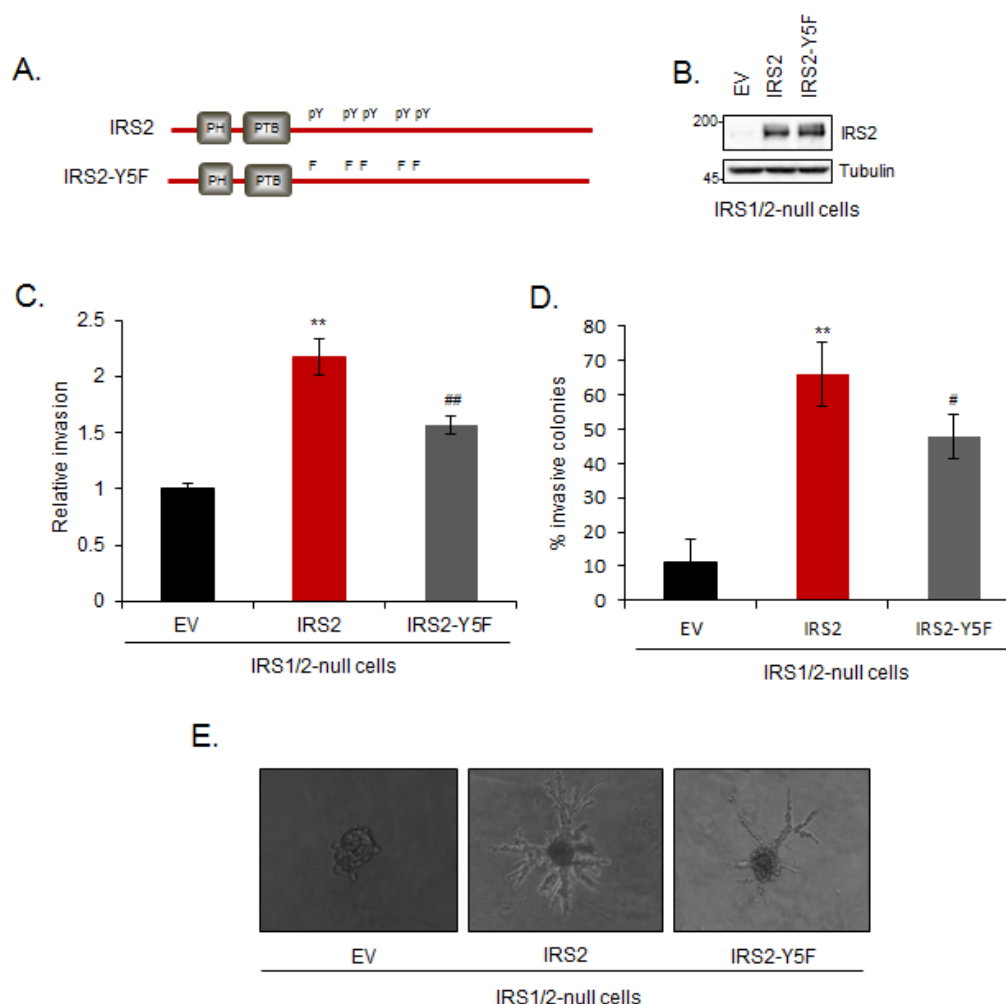 A.
IRS2
PH
PTB
pY pY pY pY pY
IRS2-Y5F
PH
PTB
F F F F F
B.
EV
IRS2
IRS2-Y5F
200
IRS2
45
Tubulin
IRS1/2-null cells
C.
Relative invasion
2.5
2
1.5
1
0.5
0
**
##
EV IRS2 IRS2-Y5F
IRS1/2-null cells
D.
% invasive colonies
80
70
60
50
40
30
20
10
0
**
#
EV IRS2 IRS2-Y5F
IRS1/2-null cells
E.
EV IRS2 IRS2-Y5F
IRS1/2-null cells